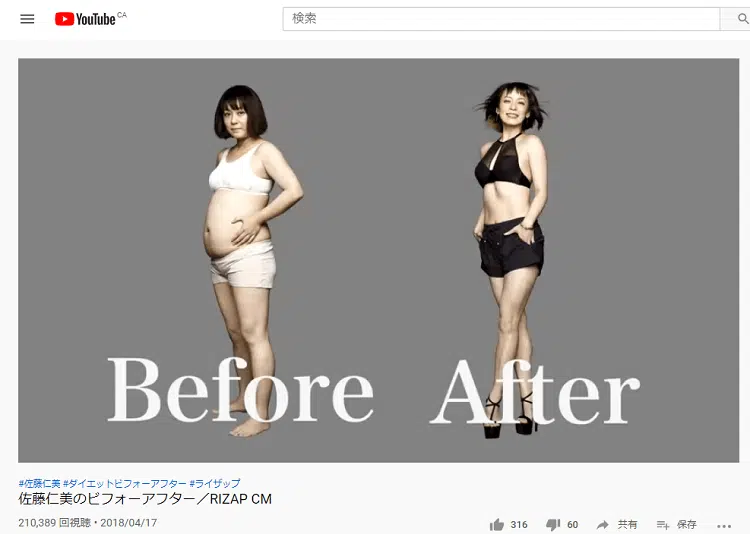 YouTube CA
検索
Before After
#佐藤仁美 #ダイエットビフォーアフター #ライザップ
佐藤仁美のビフォーアフター／RIZAP CM
210,389 回視聴・2018/04/17
316 60 共有 保存